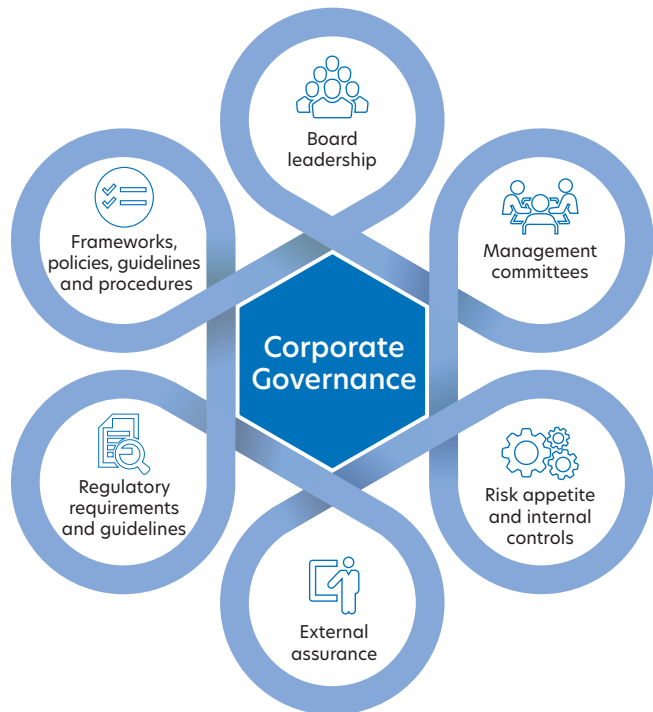 Board
leadership
Frameworks,
policies, guidelines
and procedures
Management
committees
Corporate
Governance
Regulatory
requirements
and guidelines
Risk appetite
and internal
controls
External
assurance